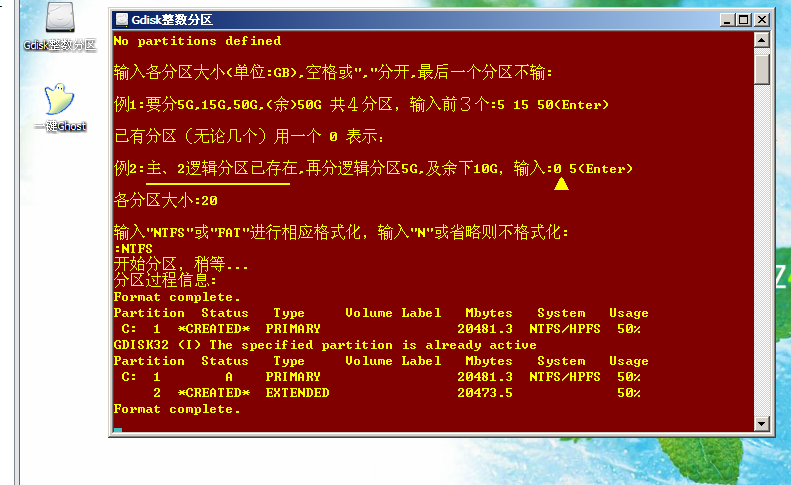 Gdisk整数分区
Gdisk整数分区
一键Ghost
No partitions defined
输入各分区大小(单位:GB),空格或","分开,最后一个分区不输:
例1:要分5G,15G,50G,(余)50G 共４分区, 输入前３个:5 15 50(Enter)
已有分区（无论几个）用一个 0 表示:
例2:主、2逻辑分区已存在,再分逻辑分区5G,及余下10G, 输入:0 5(Enter)
各分区大小:20
输入"NTFS"或"FAT"进行相应格式化, 输入"N"或省略则不格式化:
:NTFS
开始分区, 稍等...
分区过程信息:
Format complete.
Partition Status Type Volume Label Mbytes System Usage
C: 1 *CREATED* PRIMARY 20481.3 NTFS/HPFS 50%
GDISK32 (I) The specified partition is already active
Partition Status Type Volume Label Mbytes System Usage
C: 1 A PRIMARY 20481.3 NTFS/HPFS 50%
2 *CREATED* EXTENDED 20473.5 50%
Format complete.
Z